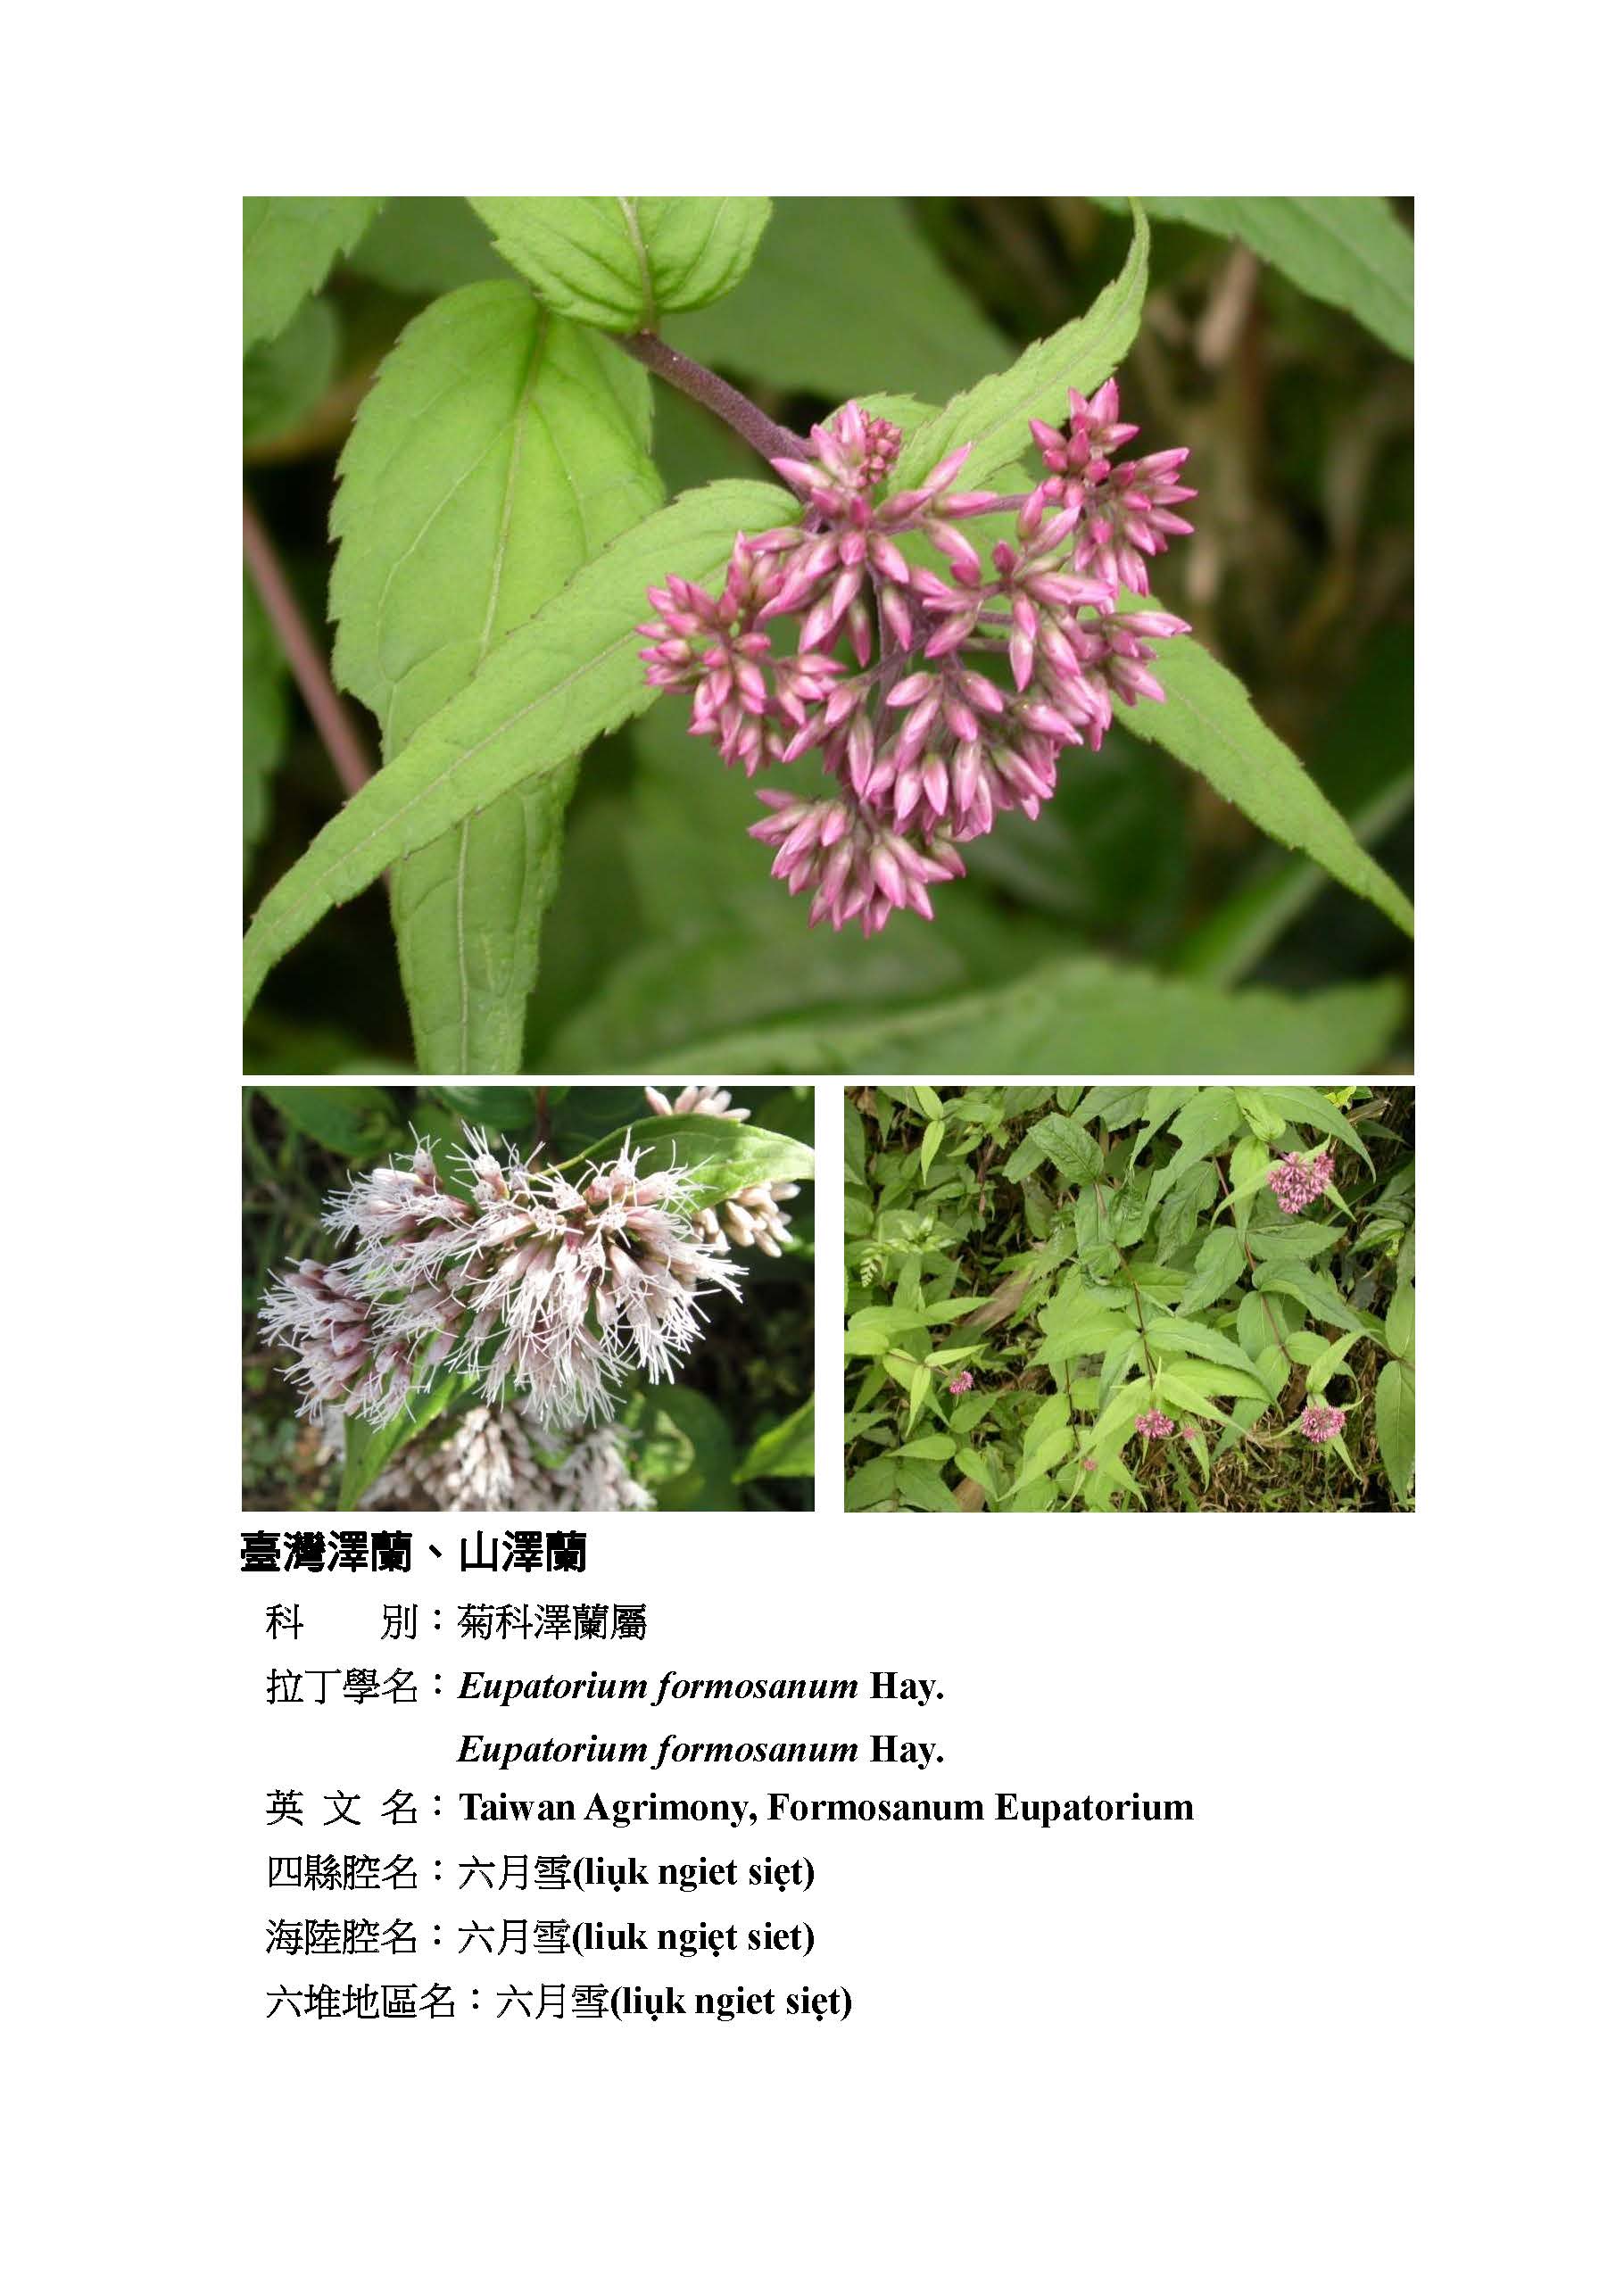 臺灣澤蘭、山澤蘭
科　　別：菊科澤蘭屬
拉丁學名：Eupatorium formosanum Hay.
Eupatorium formosanum Hay.
英 文 名：Taiwan Agrimony, Formosanum Eupatorium
四縣腔名：六月雪(liụk ngiet siẹt)
海陸腔名：六月雪(liuk ngiẹt siet)
六堆地區名：六月雪(liụk ngiet siẹt)